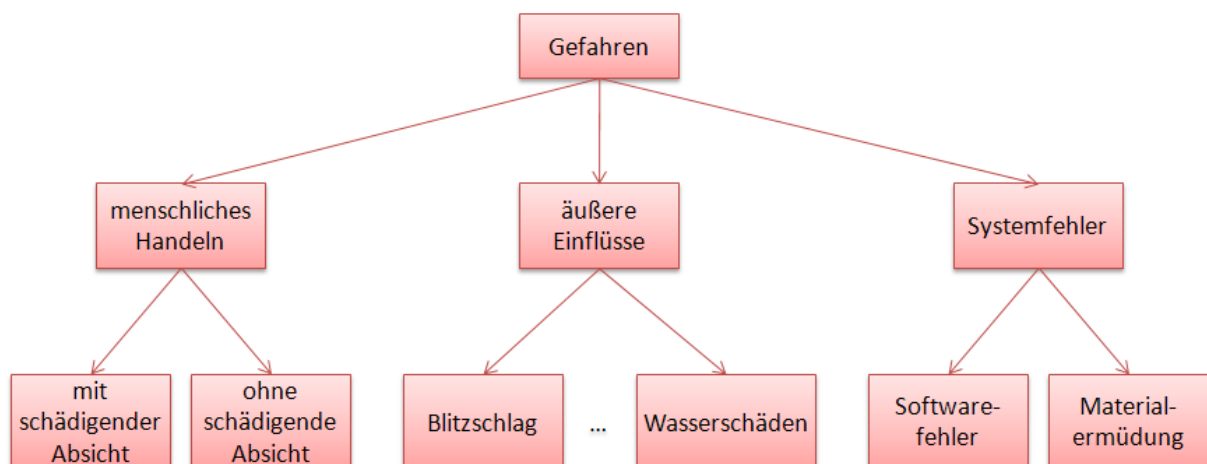 Gefahren
menschliches
Handeln
äußere
Einflüsse
Systemfehler
mit
schädigender
Absicht
ohne
schädigende
Absicht
Blitzschlag
...
Wasserschäden
Software-
fehler
Material-
ermüdung